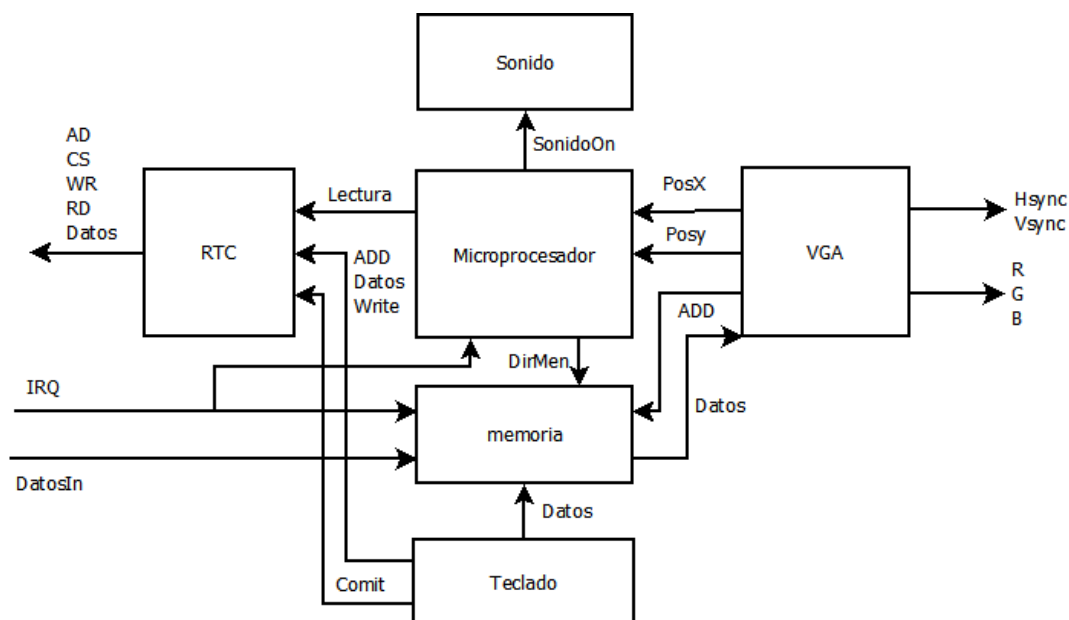 Sonido
AD
CS
WR
RD
Datos
SonidoOn
Lectura
PosX
Hsync
Vsync
RTC
ADD
Datos
Write
Microprocesador
Posy
VGA
R
G
B
ADD
DirMen
IRQ
Datos
memoria
DatosIn
Datos
Comit
Teclado